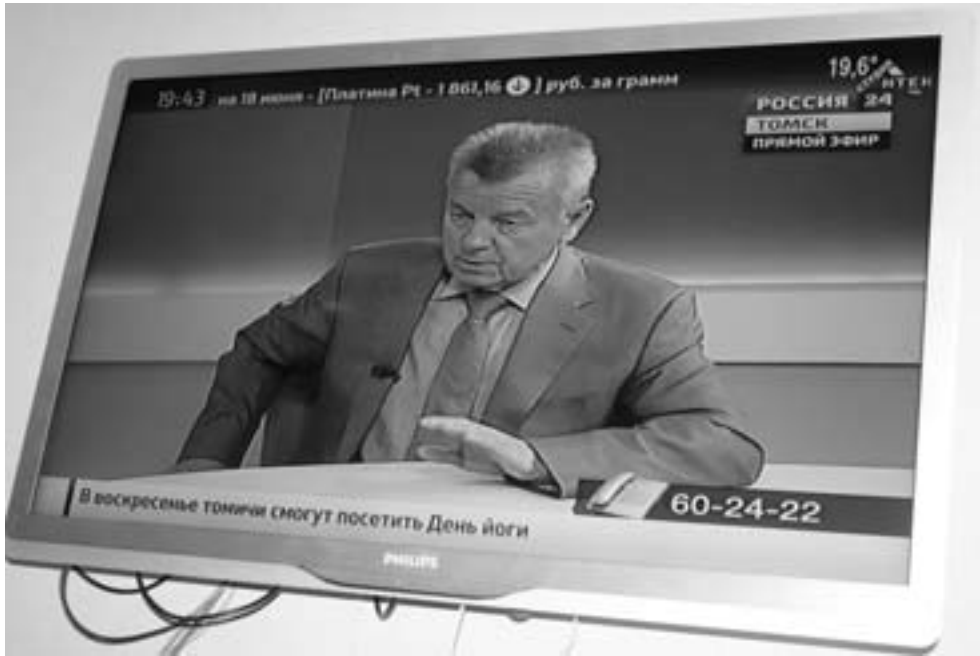 19:43 на 18 июня - [Платина Pt - 1 861,16 ] руб. за грамм
19,6°
РОССИЯ 24
ТОМСК
ПРЯМОЙ ЭФИР
60-24-22
В воскресенье томичи смогут посетить День йоги
PHILIPS